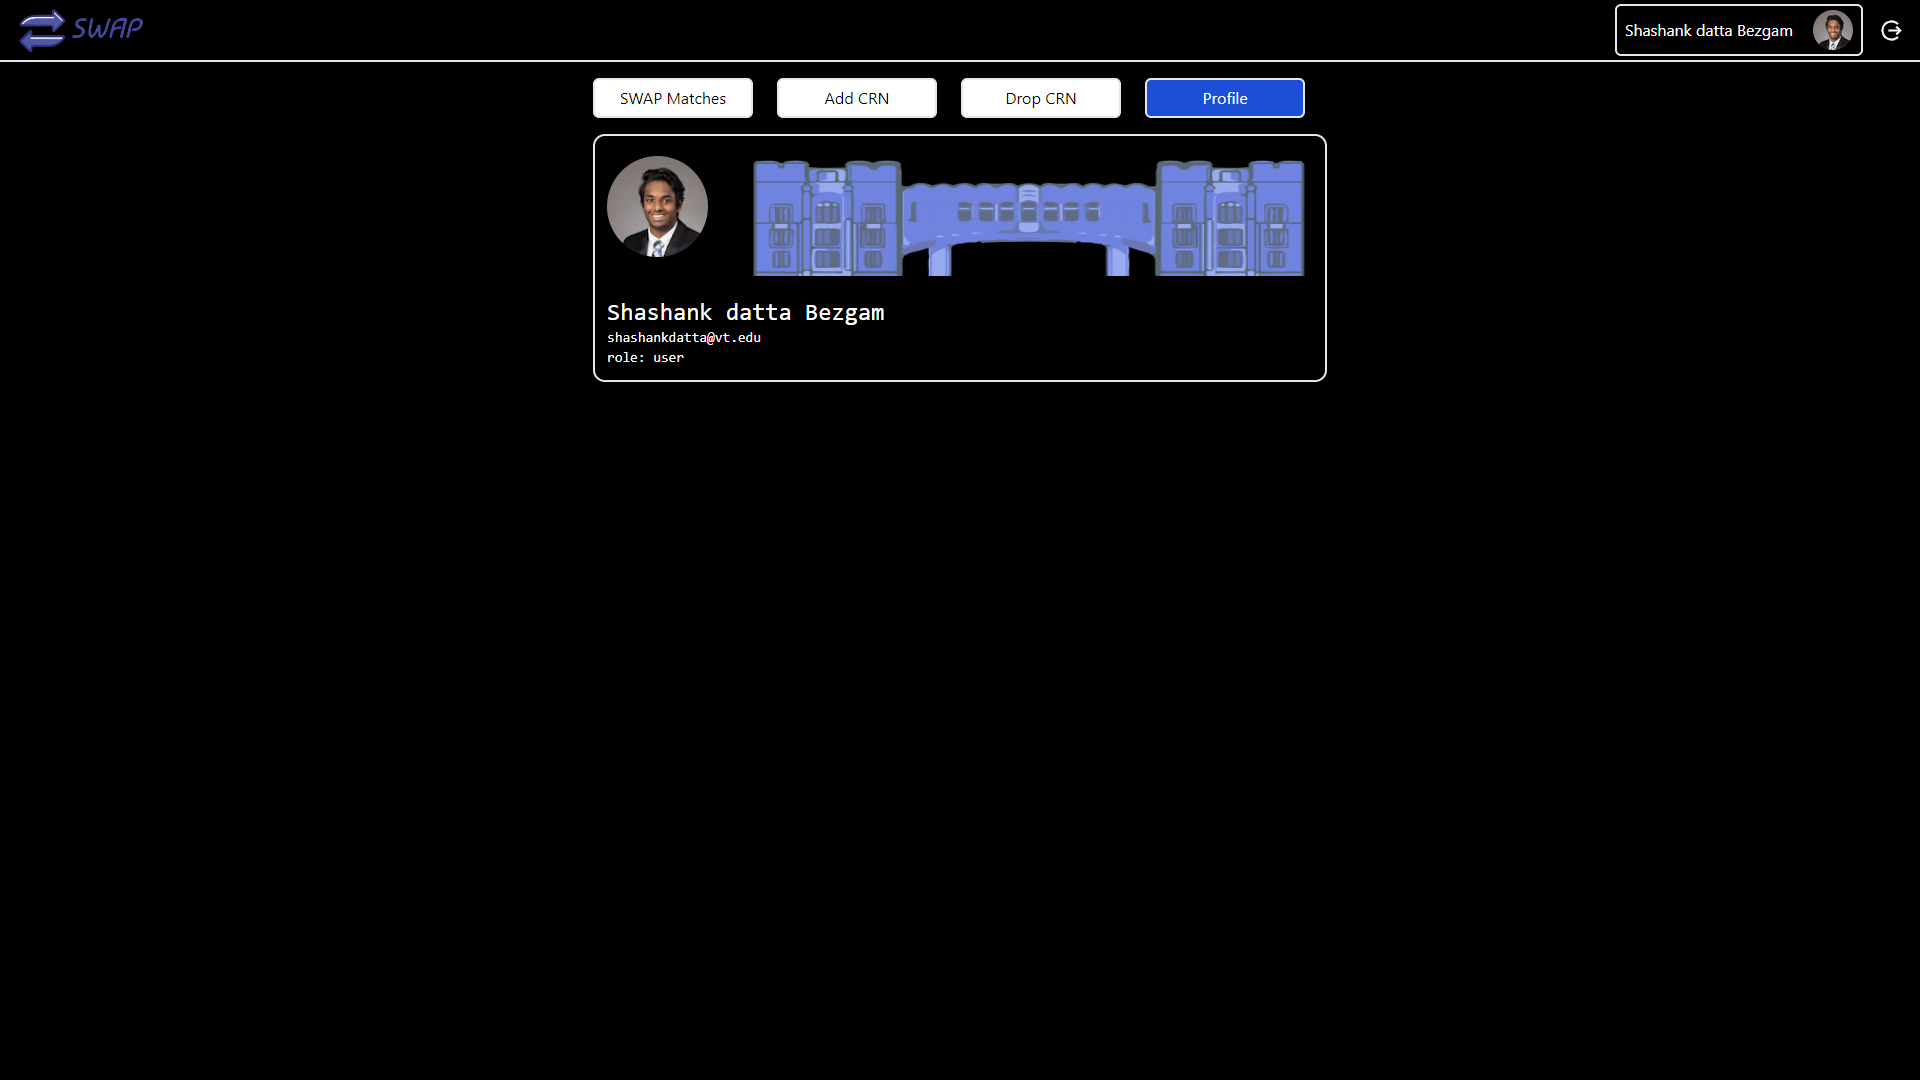 SWAP
Shashank datta Bezgam
SWAP Matches
Add CRN
Drop CRN
Profile
Shashank datta Bezgam
shashankdatta@vt.edu
role: user